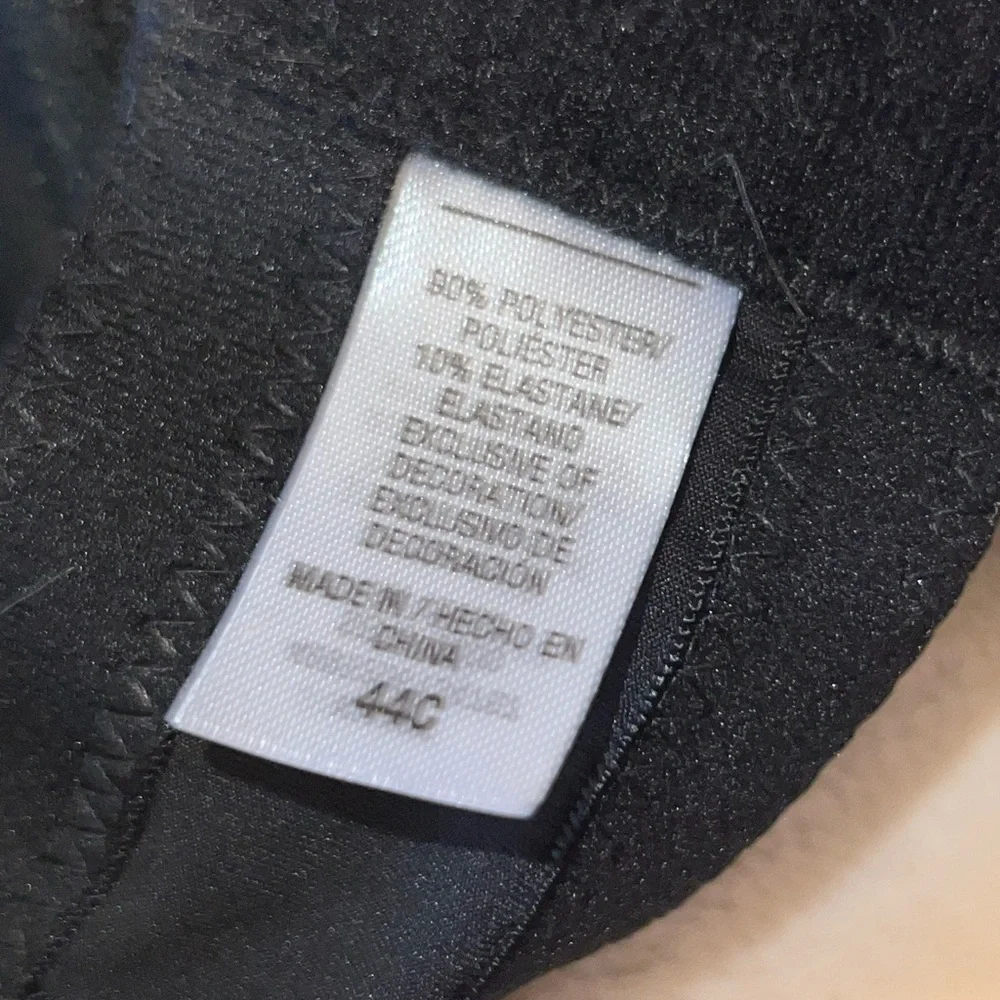 90% POLYESTER/
POLIÉSTER
10% ELASTANE/
ELASTANO
EXCLUSIVE OF
DECORATION/
EXCLUSIVO DE
DECORACIÓN
MADE IN / HECHO EN
CHINA
44C